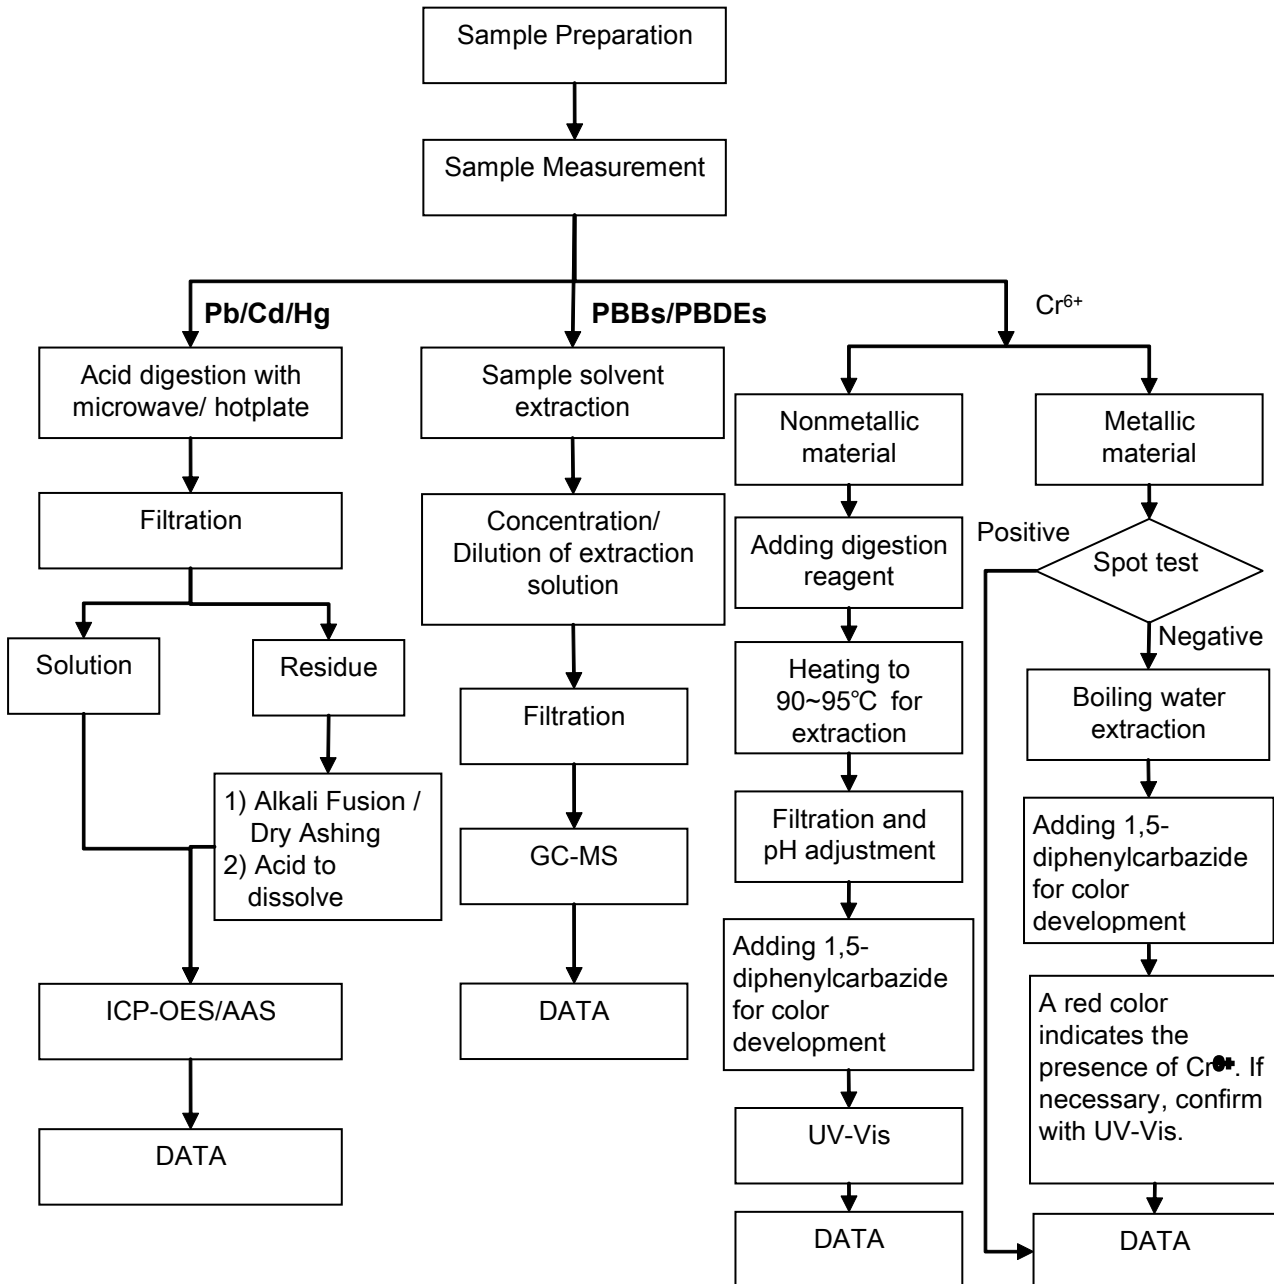 Sample Preparation
Sample Measurement
Pb/Cd/Hg
PBBs/PBDEs
Cr⁶⁺
Acid digestion with
microwave/ hotplate
Filtration
Solution
Residue
1) Alkali Fusion /
Dry Ashing
2) Acid to
dissolve
ICP-OES/AAS
DATA
Sample solvent
extraction
Concentration/
Dilution of extraction
solution
Filtration
GC-MS
DATA
Nonmetallic
material
Adding digestion
reagent
Heating to
90~95℃ for
extraction
Filtration and
pH adjustment
Adding 1,5-
diphenylcarbazide
for color
development
UV-Vis
DATA
Metallic
material
Positive
Spot test
Negative
Boiling water
extraction
Adding 1,5-
diphenylcarbazide
for color
development
A red color
indicates the
presence of Cr. If
necessary, confirm
with UV-Vis.
DATA